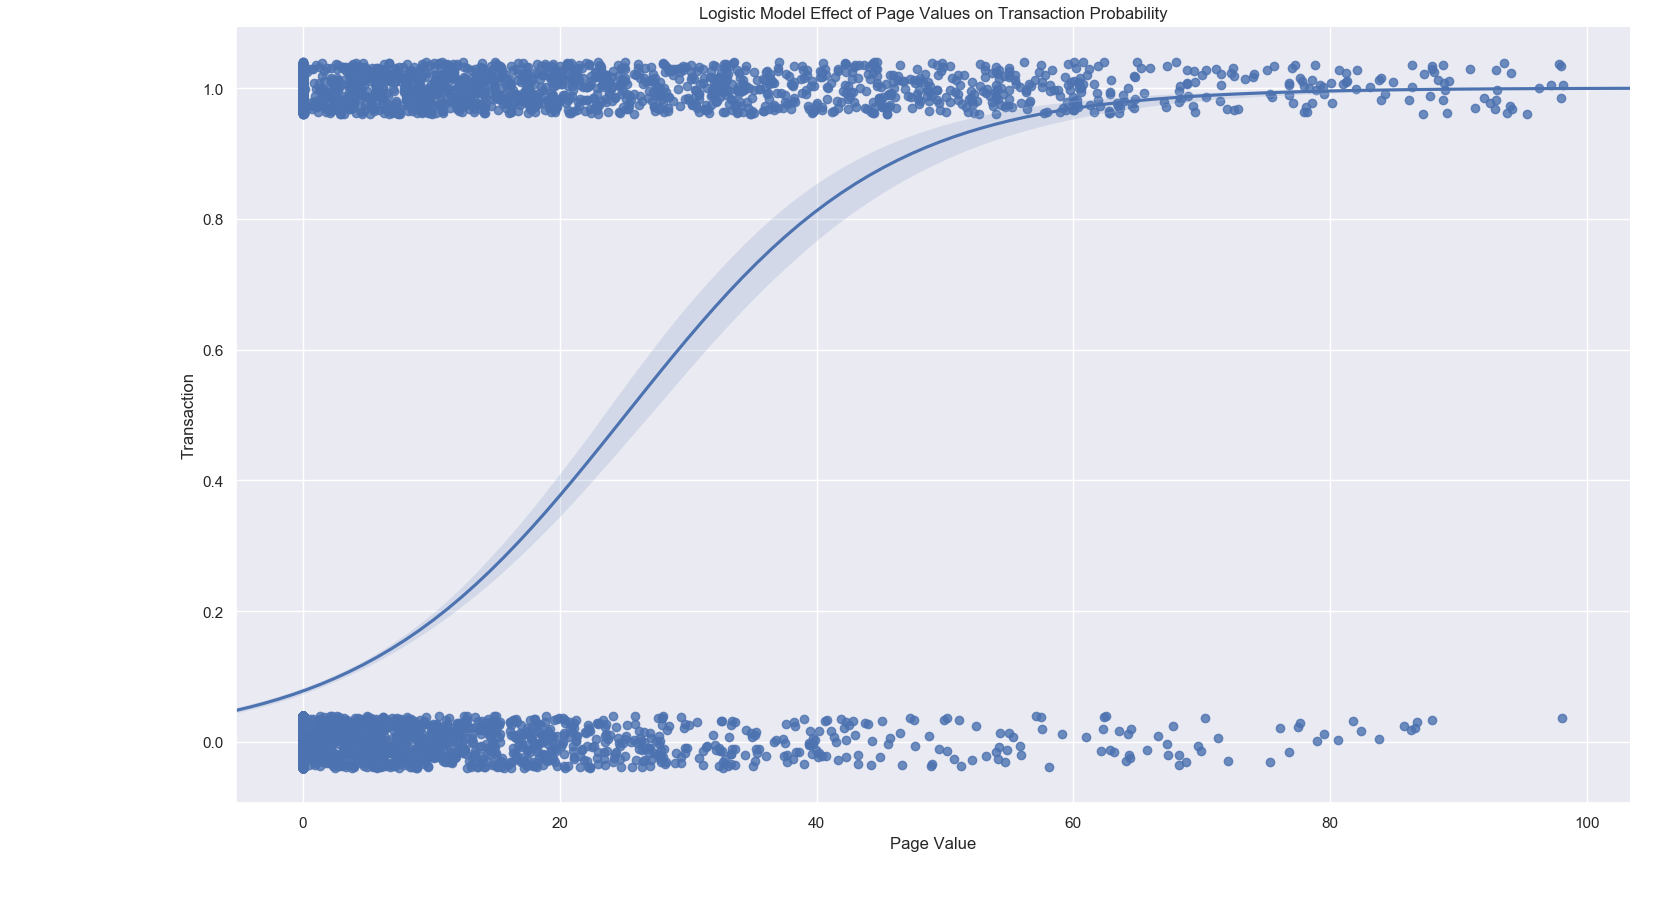 Logistic Model Effect of Page Values on Transaction Probability
1.0
0.8
0.6
0.4
0.2
0.0
Transaction
0 20 40 60 80 100
Page Value